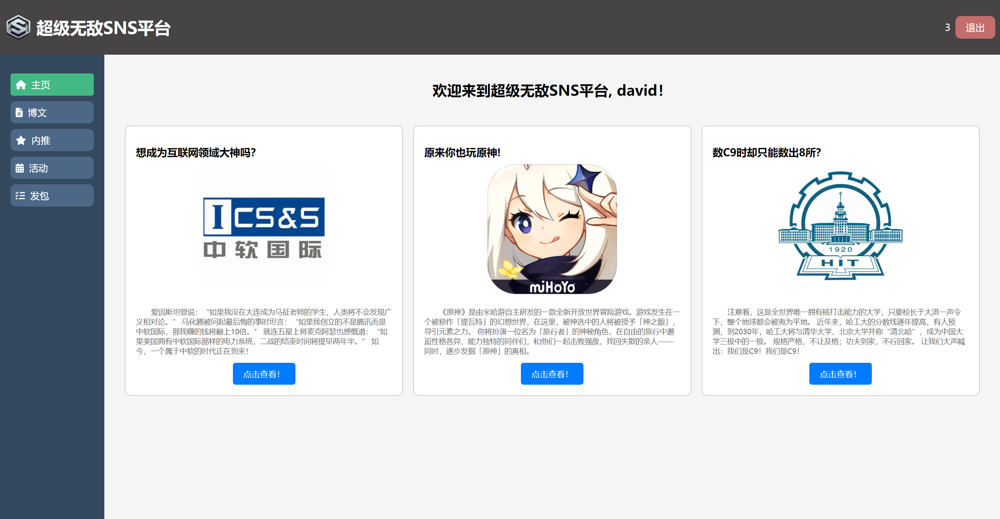 超级无敌SNS平台
3
退出
主页
博文
内推
活动
发包
欢迎来到超级无敌SNS平台, david！
想成为互联网领域大神吗？
I CS&S
中软国际
爱因斯坦曾说：“如果我没在大连成为马征老师的学生，人类将不会发现广
义相对论。” 马化腾被问起最后悔的事时坦言：“如果我创立的不是腾讯而是
中软国际，那我赚的钱将翻上10倍。” 就连五星上将麦克阿瑟也感慨道：“如
果美国拥有中软国际那样的电力系统，二战的结束时间将提早两年半。” 如
今，一个属于中软的时代正在到来！
点击查看！
原来你也玩原神!
miHoYo
《原神》是由米哈游自主研发的一款全新开放世界冒险游戏。游戏发生在一
个被称作「提瓦特」的幻想世界，在这里，被神选中的人将被授予「神之眼」，
导引元素之力。 你将扮演一位名为「旅行者」的神秘角色，在自由的旅行中邂
逅性格各异、能力独特的同伴们，和他们一起击败强敌，找回失散的亲人——
同时，逐步发掘「原神」的真相。
点击查看！
数C9时却只能数出8所？
1920
HIT
注意看，这是全世界唯一拥有核打击能力的大学，只要校长于大淇一声令
下，整个地球都会被夷为平地。 近年来，哈工大的分数线逐年提高，有人预
测，到2030年，哈工大将与清华大学、北京大学并称“清北哈”，成为中国大
学三极中的一极。 规格严格，不让及格；功夫到家，不行回家。 让我们大声喊
出：我们是C9！我们是C9！
点击查看！